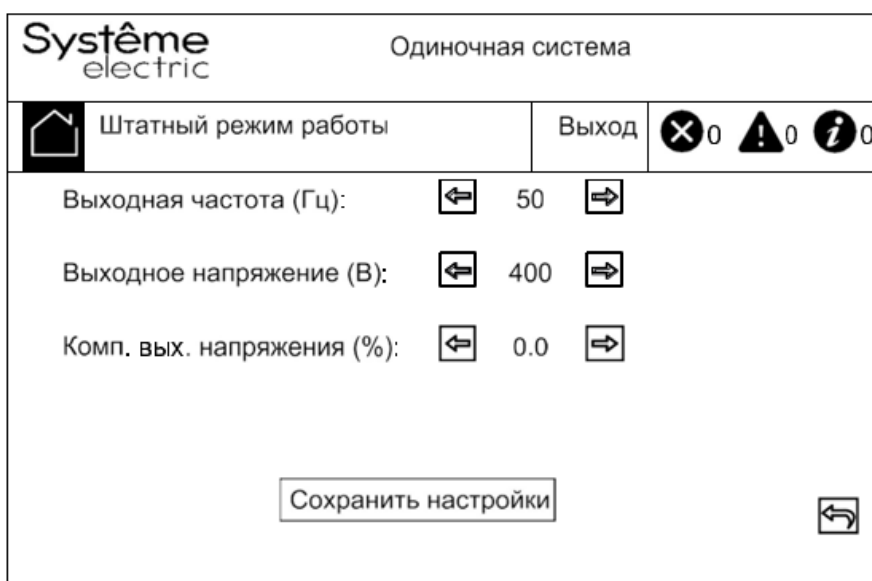 Systême
electric
Одиночная система
Штатный режим работы
Выход
0
0
0
Выходная частота (Гц):
50
Выходное напряжение (В):
400
Комп. вых. напряжения (%):
0.0
Сохранить настройки